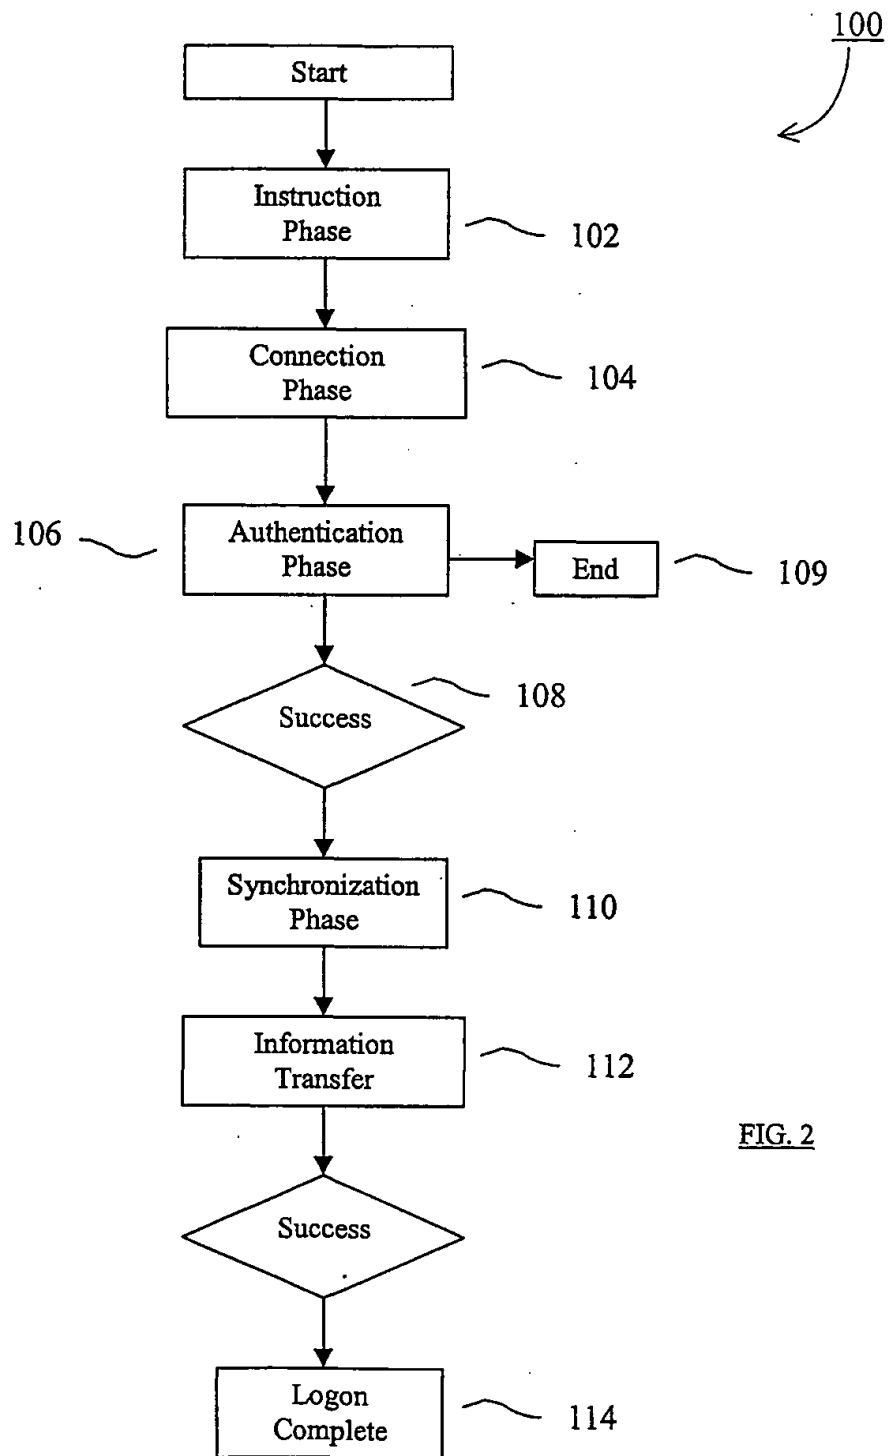 100
Start
Instruction
Phase
102
Connection
Phase
104
106
Authentication
Phase
End
109
Success
108
Synchronization
Phase
110
Information
Transfer
112
FIG. 2
Success
Logon
Complete
114